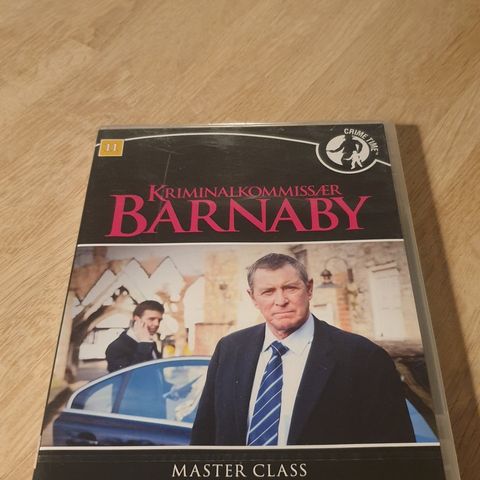 11
CRIME TIME
KRIMINALKOMMISSÆR
BARNABY
MASTER CLASS